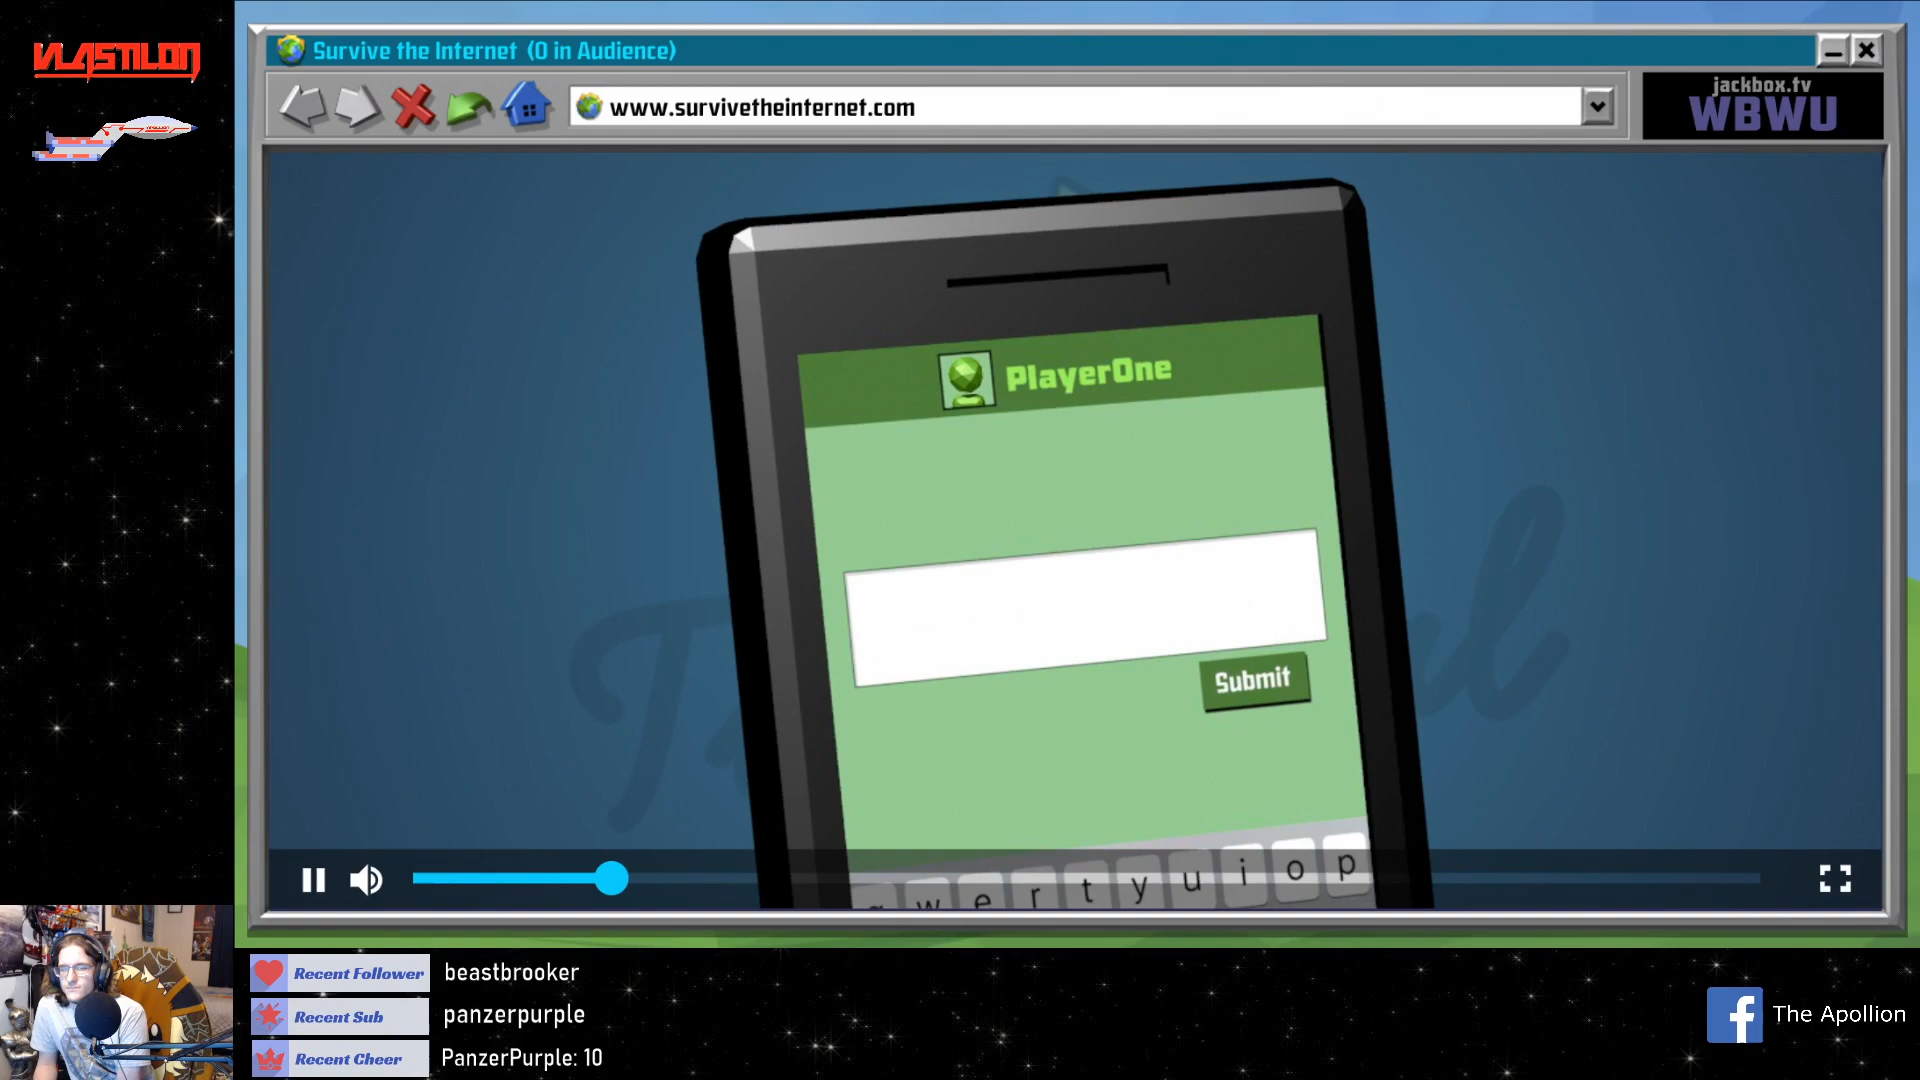 VLASTILON
Survive the Internet (0 in Audience)
www.survivetheinternet.com
jackbox.tv
WBWU
PlayerOne
Submit
w e r t y u i o p
Recent Follower beastbrooker
Recent Sub panzerpurple
Recent Cheer PanzerPurple: 10
The Apollion